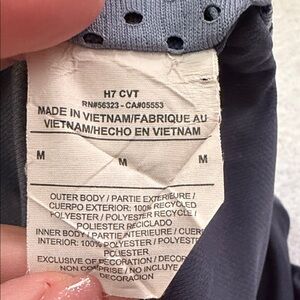 H7 CVT
RN#56323 - CA#05553
MADE IN VIETNAM/FABRIQUE AU
VIETNAM/HECHO EN VIETNAM
M M M
OUTER BODY / PARTIE EXTERIEURE /
CUERPO EXTERIOR: 100% RECYCLED
POLYESTER / POLYESTER RECYCLÉ /
POLIESTER RECICLADO
INNER BODY / PARTIE INTERIEURE / CUERPO
INTERIOR: 100% POLYESTER / POLYESTER
POLIESTER
EXCLUSIVE OF DECORATION / DECOR
NON COMPRISE / NO INCLUYE
DECO